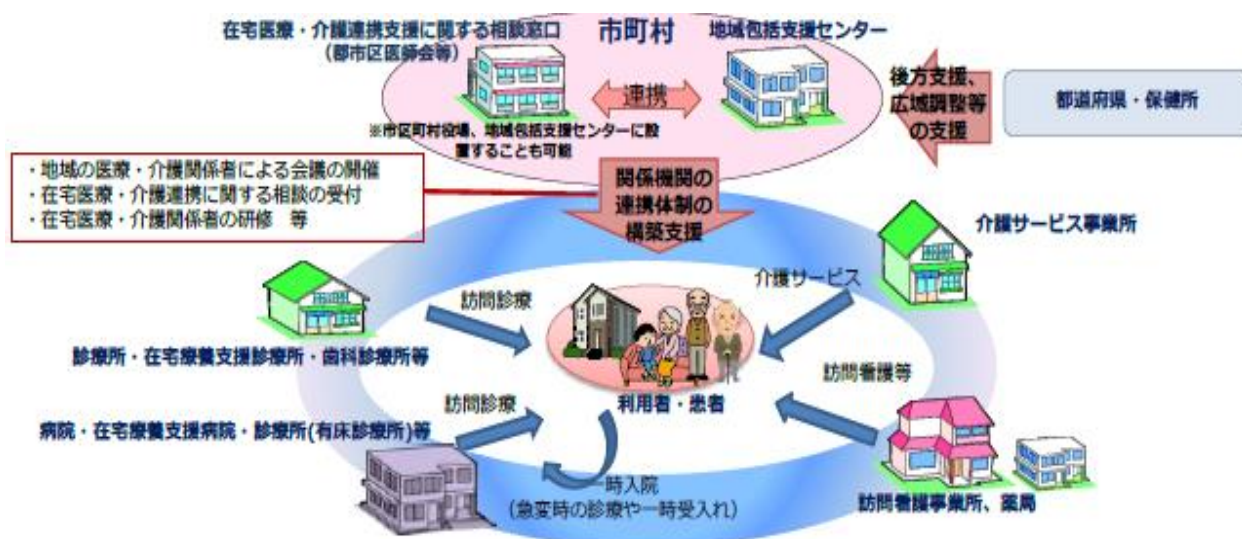 在宅医療・介護連携支援に関する相談窓口
(郡市区医師会等)
市町村
地域包括支援センター
連携
※市区町村役場、地域包括支援センターに設
置することも可能
後方支援、
広域調整等
の支援
都道府県・保健所
・地域の医療・介護関係者による会議の開催
・在宅医療・介護連携に関する相談の受付
・在宅医療・介護関係者の研修 等
関係機関の
連携体制の
構築支援
介護サービス事業所
介護サービス
訪問診療
診療所・在宅療養支援診療所・歯科診療所等
利用者・患者
訪問看護等
訪問診療
病院・在宅療養支援病院・診療所(有床診療所)等
一時入院
(急変時の診療や一時受入れ)
訪問看護事業所、薬局